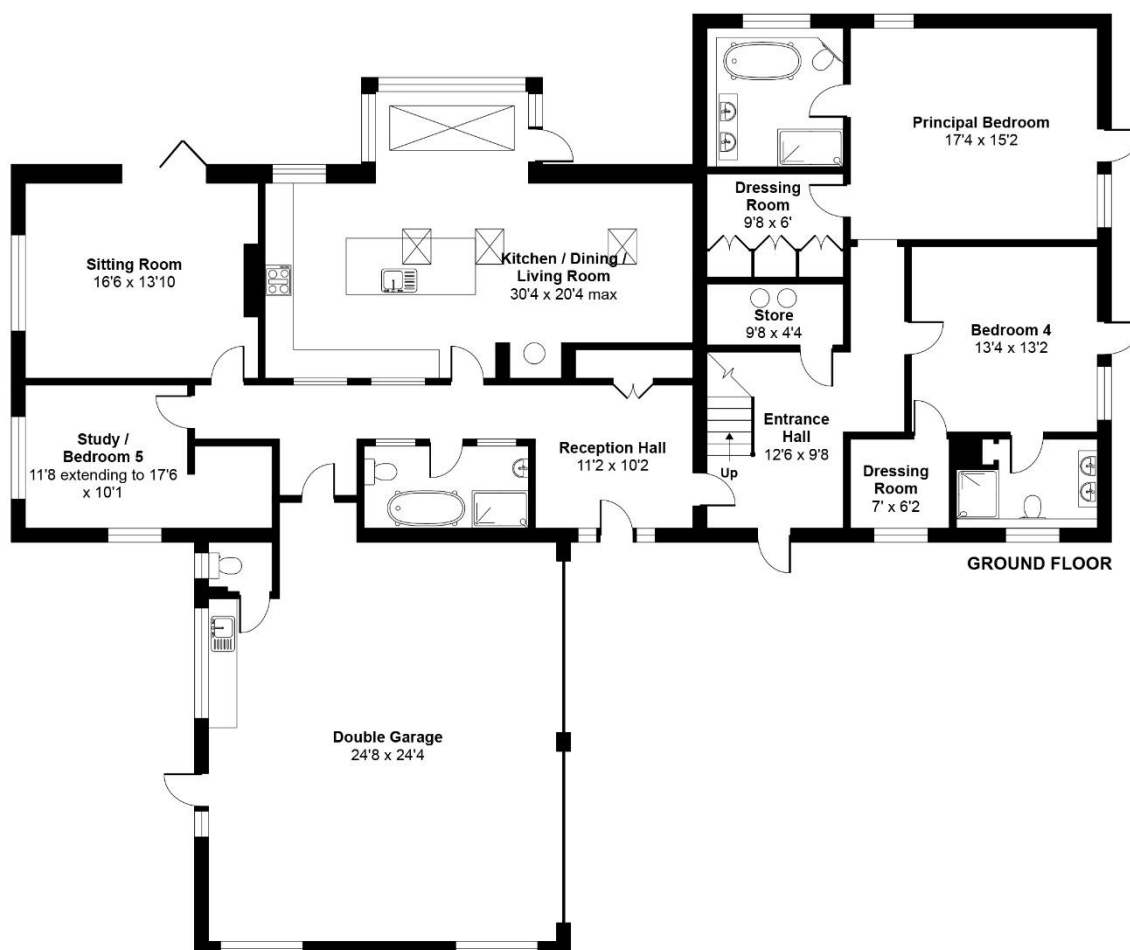 Principal Bedroom
17'4 x 15'2
Dressing
Room
9'8 x 6'
Sitting Room
16'6 x 13'10
Kitchen / Dining /
Living Room
30'4 x 20'4 max
Store
9'8 x 4'4
Bedroom 4
13'4 x 13'2
Study /
Bedroom 5
11'8 extending to 17'6
x 10'1
Reception Hall
11'2 x 10'2
Up
Entrance
Hall
12'6 x 9'8
Dressing
Room
7' x 6'2
GROUND FLOOR
Double Garage
24'8 x 24'4